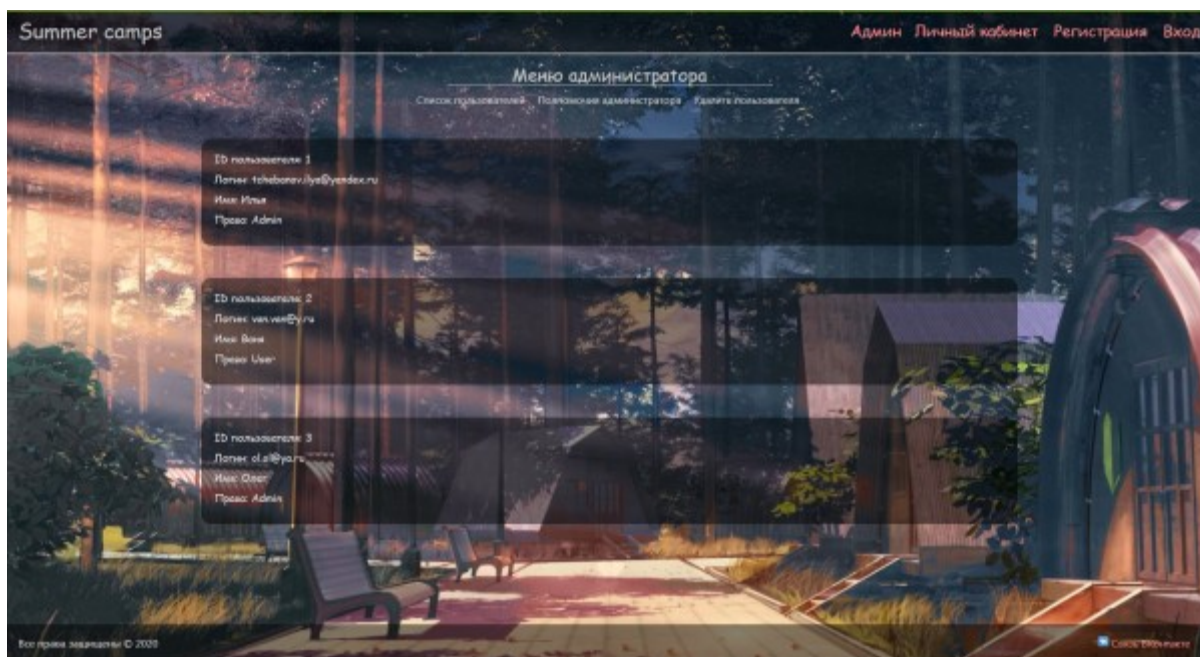 Summer camps
Админ Личный кабинет Регистрация Вход
Меню администратора
Список пользователей Полномочия администратора Удалить пользователя
ID пользователя: 1
Логин: tchebanov.ilya@yandex.ru
Имя: Илья
Права: Admin
ID пользователя: 2
Логин: van.van@y.ru
Имя: Ваня
Права: User
ID пользователя: 3
Логин: ol.ol@ya.ru
Имя: Олег
Права: Admin
Все права защищены © 2020
Связь Вконтакте